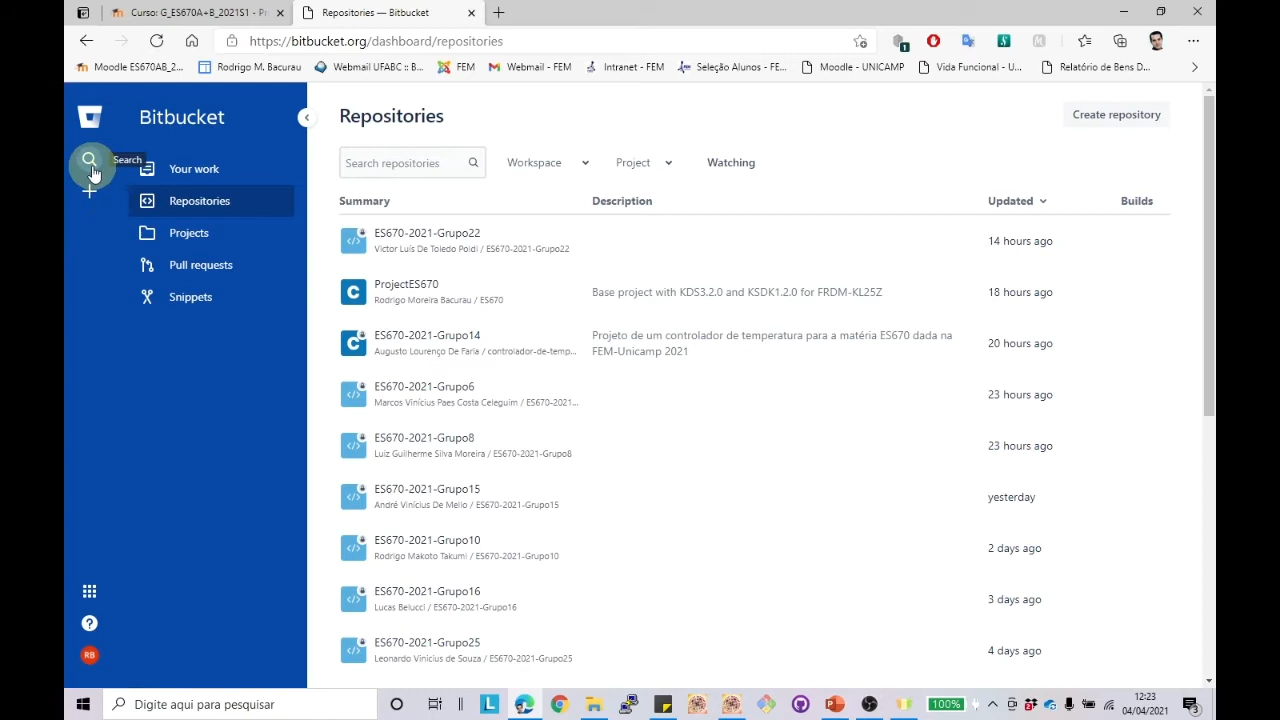 Curso: G_ES670A+B_2021S1 - Pr
Repositories — Bitbucket
https://bitbucket.org/dashboard/repositories
1
Moodle ES670AB_2...
Rodrigo M. Bacurau
Webmail UFABC :: B...
FEM
Webmail - FEM
Intranet - FEM
Seleção Alunos - FE...
Moodle - UNICAMP
Vida Funcional - U...
Relatório de Bens D...
Bitbucket
Search
Your work
Repositories
Projects
Pull requests
Snippets
RB
Repositories
Create repository
Search repositories
Workspace
Project
Watching
Summary
Description
Updated
Builds
ES670-2021-Grupo22
Victor Luís De Toledo Poldi / ES670-2021-Grupo22
14 hours ago
ProjectES670
Rodrigo Moreira Bacurau / ES670
Base project with KDS3.2.0 and KSDK1.2.0 for FRDM-KL25Z
18 hours ago
ES670-2021-Grupo14
Augusto Lourenço De Faria / controlador-de-temp...
Projeto de um controlador de temperatura para a matéria ES670 dada na
FEM-Unicamp 2021
20 hours ago
ES670-2021-Grupo6
Marcos Vinícius Paes Costa Celeguim / ES670-2021...
23 hours ago
ES670-2021-Grupo8
Luiz Guilherme Silva Moreira / ES670-2021-Grupo8
23 hours ago
ES670-2021-Grupo15
André Vinícius De Mello / ES670-2021-Grupo15
yesterday
ES670-2021-Grupo10
Rodrigo Makoto Takumi / ES670-2021-Grupo10
2 days ago
ES670-2021-Grupo16
Lucas Belucci / ES670-2021-Grupo16
3 days ago
ES670-2021-Grupo25
Leonardo Vinicius de Souza / ES670-2021-Grupo25
4 days ago
Digite aqui para pesquisar
100%
12:23
04/04/2021
3